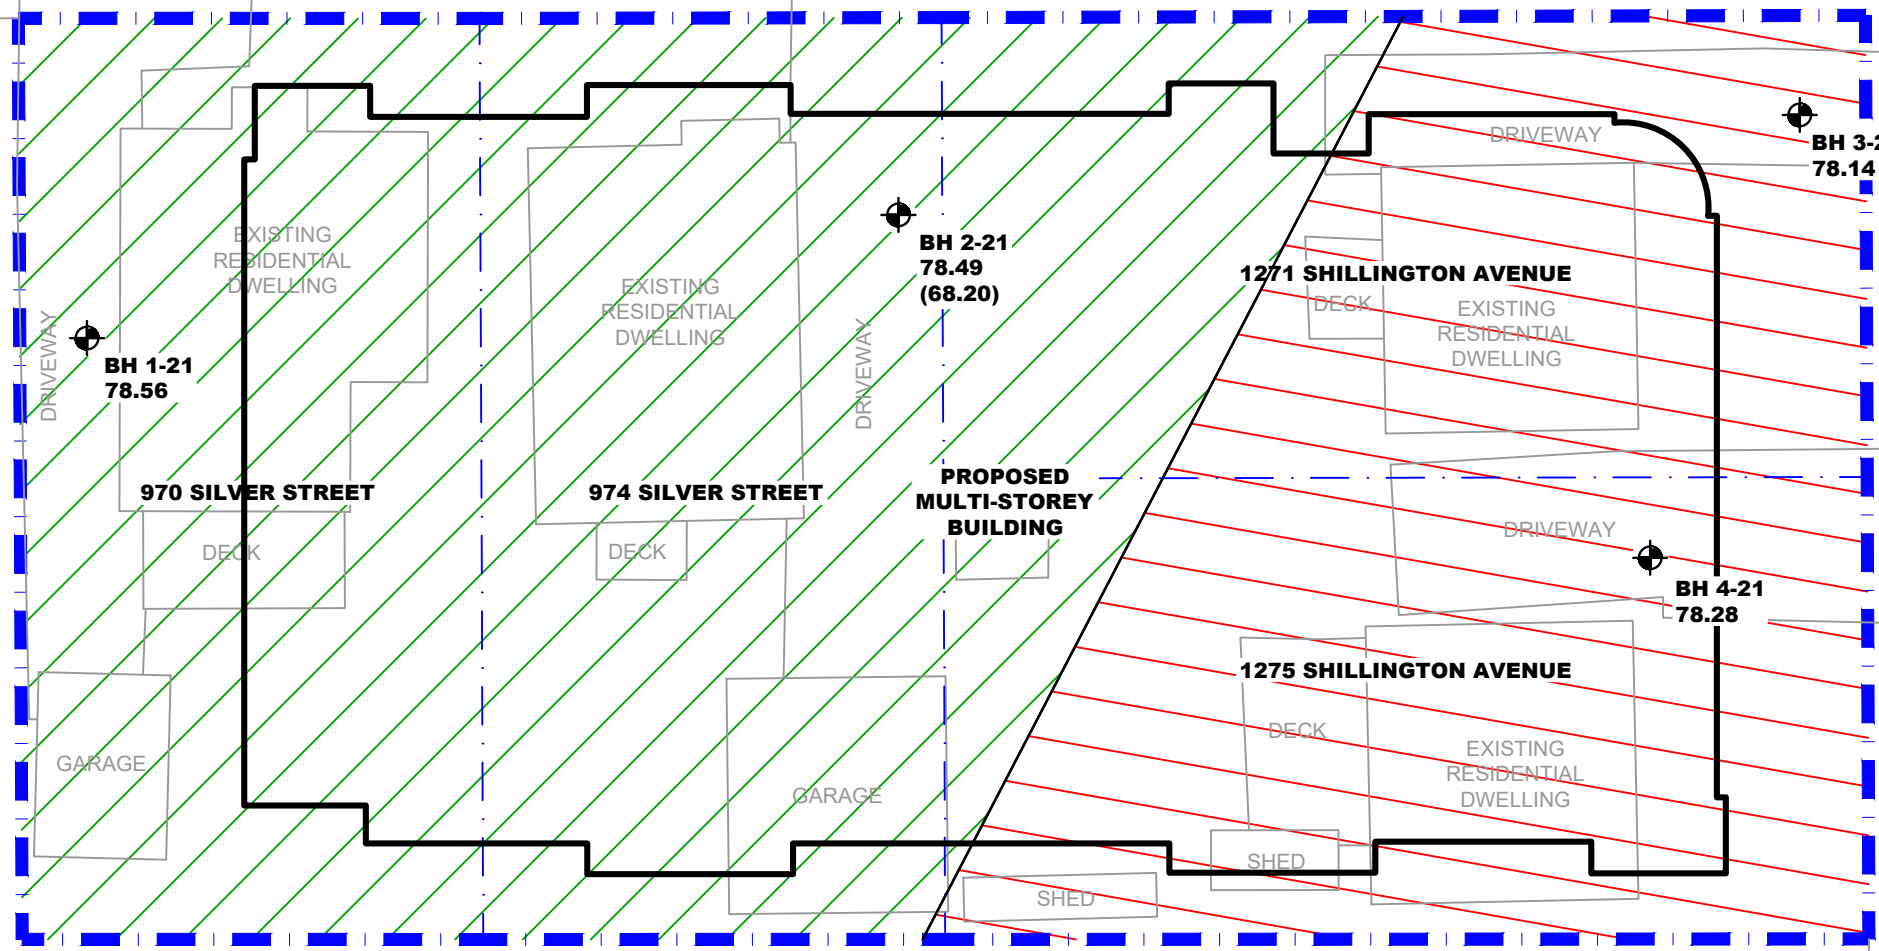 DRIVEWAY
BH 3-2
78.14
EXISTING
RESIDENTIAL
DWELLING
BH 2-21
78.49
(68.20)
1271 SHILLINGTON AVENUE
DECK
EXISTING
RESIDENTIAL
DWELLING
EXISTING
RESIDENTIAL
DWELLING
DRIVEWAY
DRIVEWAY
BH 1-21
78.56
970 SILVER STREET
974 SILVER STREET
PROPOSED
MULTI-STOREY
BUILDING
DRIVEWAY
DECK
DECK
BH 4-21
78.28
1275 SHILLINGTON AVENUE
DECK
EXISTING
RESIDENTIAL
DWELLING
GARAGE
GARAGE
SHED
SHED